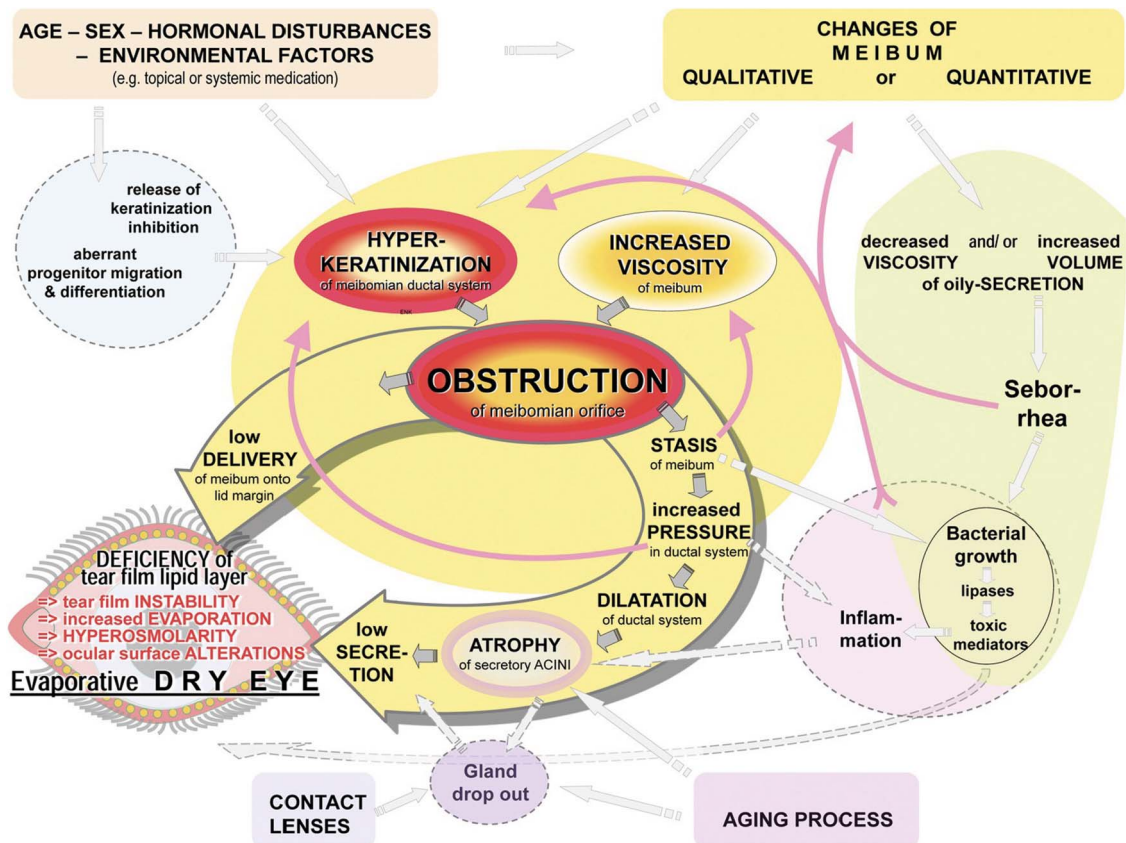 AGE – SEX – HORMONAL DISTURBANCES
– ENVIRONMENTAL FACTORS
(e.g. topical or systemic medication)
CHANGES OF
M E I B U M
QUALITATIVE or QUANTITATIVE
release of
keratinization
inhibition
aberrant
progenitor migration
& differentiation
HYPER-
KERATINIZATION
of meibomian ductal system
ENK
INCREASED
VISCOSITY
of meibum
decreased and/ or increased
VISCOSITY VOLUME
of oily-SECRETION
OBSTRUCTION
of meibomian orifice
Sebor-
rhea
low
DELIVERY
of meibum onto
lid margin
STASIS
of meibum
increased
PRESSURE
in ductal system
DILATATION
of ductal system
ATROPHY
of secretory ACINI
low
SECRE-
TION
Bacterial
growth
lipases
toxic
mediators
Inflam-
mation
DEFICIENCY of
tear film lipid layer
=> tear film INSTABILITY
=> increased EVAPORATION
=> HYPEROSMOLARITY
=> ocular surface ALTERATIONS
Evaporative D R Y E Y E
Gland
drop out
CONTACT
LENSES
AGING PROCESS